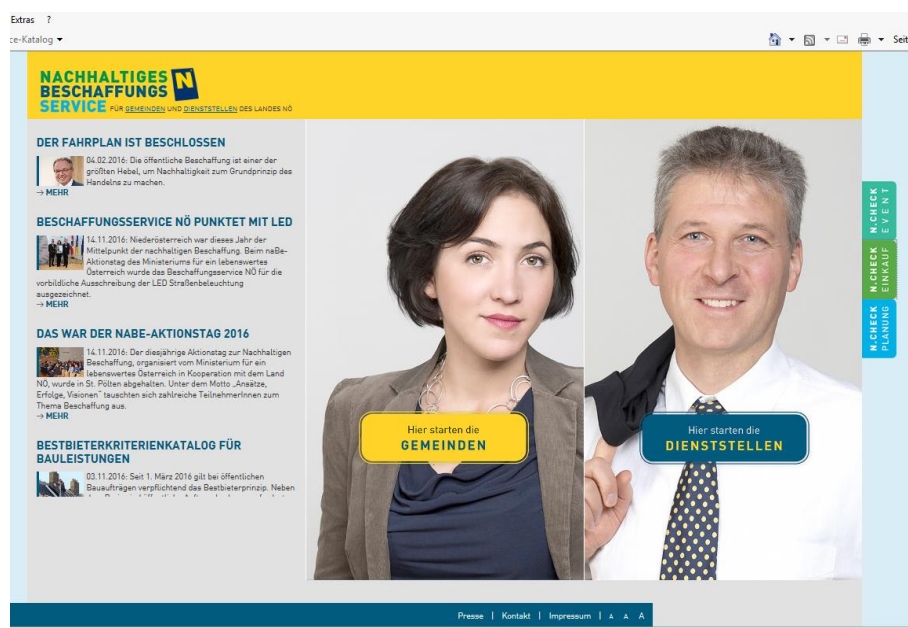 Extras ?
ce-Katalog
Seit
NACHHALTIGES
BESCHAFFUNGS N
SERVICE FÜR GEMEINDEN UND DIENSTSTELLEN DES LANDES NÖ
DER FAHRPLAN IST BESCHLOSSEN
04.02.2016: Die öffentliche Beschaffung ist einer der
größten Hebel, um Nachhaltigkeit zum Grundprinzip des
Handelns zu machen.
→ MEHR
BESCHAFFUNGSSERVICE NÖ PUNKTET MIT LED
14.11.2016: Niederösterreich war dieses Jahr der
Mittelpunkt der nachhaltigen Beschaffung. Beim naBe-
Aktionstag des Ministeriums für ein lebenswertes
Österreich wurde das Beschaffungsservice NÖ für die
vorbildliche Ausschreibung der LED Straßenbeleuchtung
ausgezeichnet.
→ MEHR
DAS WAR DER NABE-AKTIONSTAG 2016
14.11.2016: Der diesjährige Aktionstag zur Nachhaltigen
Beschaffung, organisiert vom Ministerium für ein
lebenswertes Österreich in Kooperation mit dem Land
NÖ, wurde in St. Pölten abgehalten. Unter dem Motto „Ansätze,
Erfolge, Visionen" tauschten sich zahlreiche TeilnehmerInnen zum
Thema Beschaffung aus.
→ MEHR
BESTBIETERKRITERIENKATALOG FÜR
BAULEISTUNGEN
03.11.2016: Seit 1. März 2016 gilt bei öffentlichen
Bauaufträgen verpflichtend das Bestbieterprinzip. Neben
Hier starten die
GEMEINDEN
Hier starten die
DIENSTSTELLEN
N.CHECK
EVENT
N.CHECK
EINKAUF
N.CHECK
PLANUNG
Presse | Kontakt | Impressum | A A A